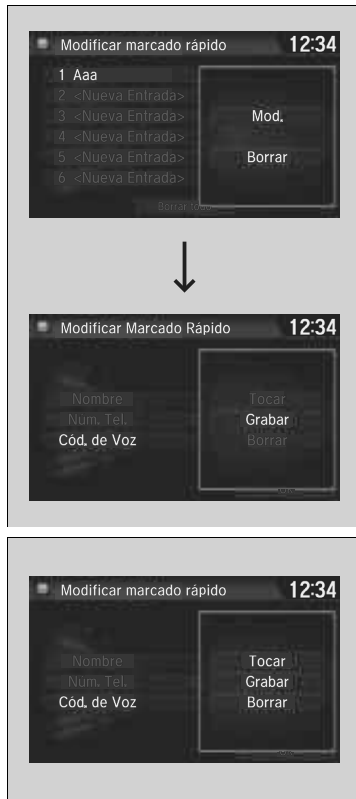 Modificar marcado rápido 12:34
1 Aaa
2 <Nueva Entrada>
3 <Nueva Entrada>
4 <Nueva Entrada>
5 <Nueva Entrada>
6 <Nueva Entrada>
Mod.
Borrar
Borrar todo
Modificar Marcado Rápido 12:34
Nombre
Núm. Tel.
Cód. de Voz
Tocar
Grabar
Borrar
Modificar marcado rápido 12:34
Nombre
Núm. Tel.
Cód. de Voz
Tocar
Grabar
Borrar